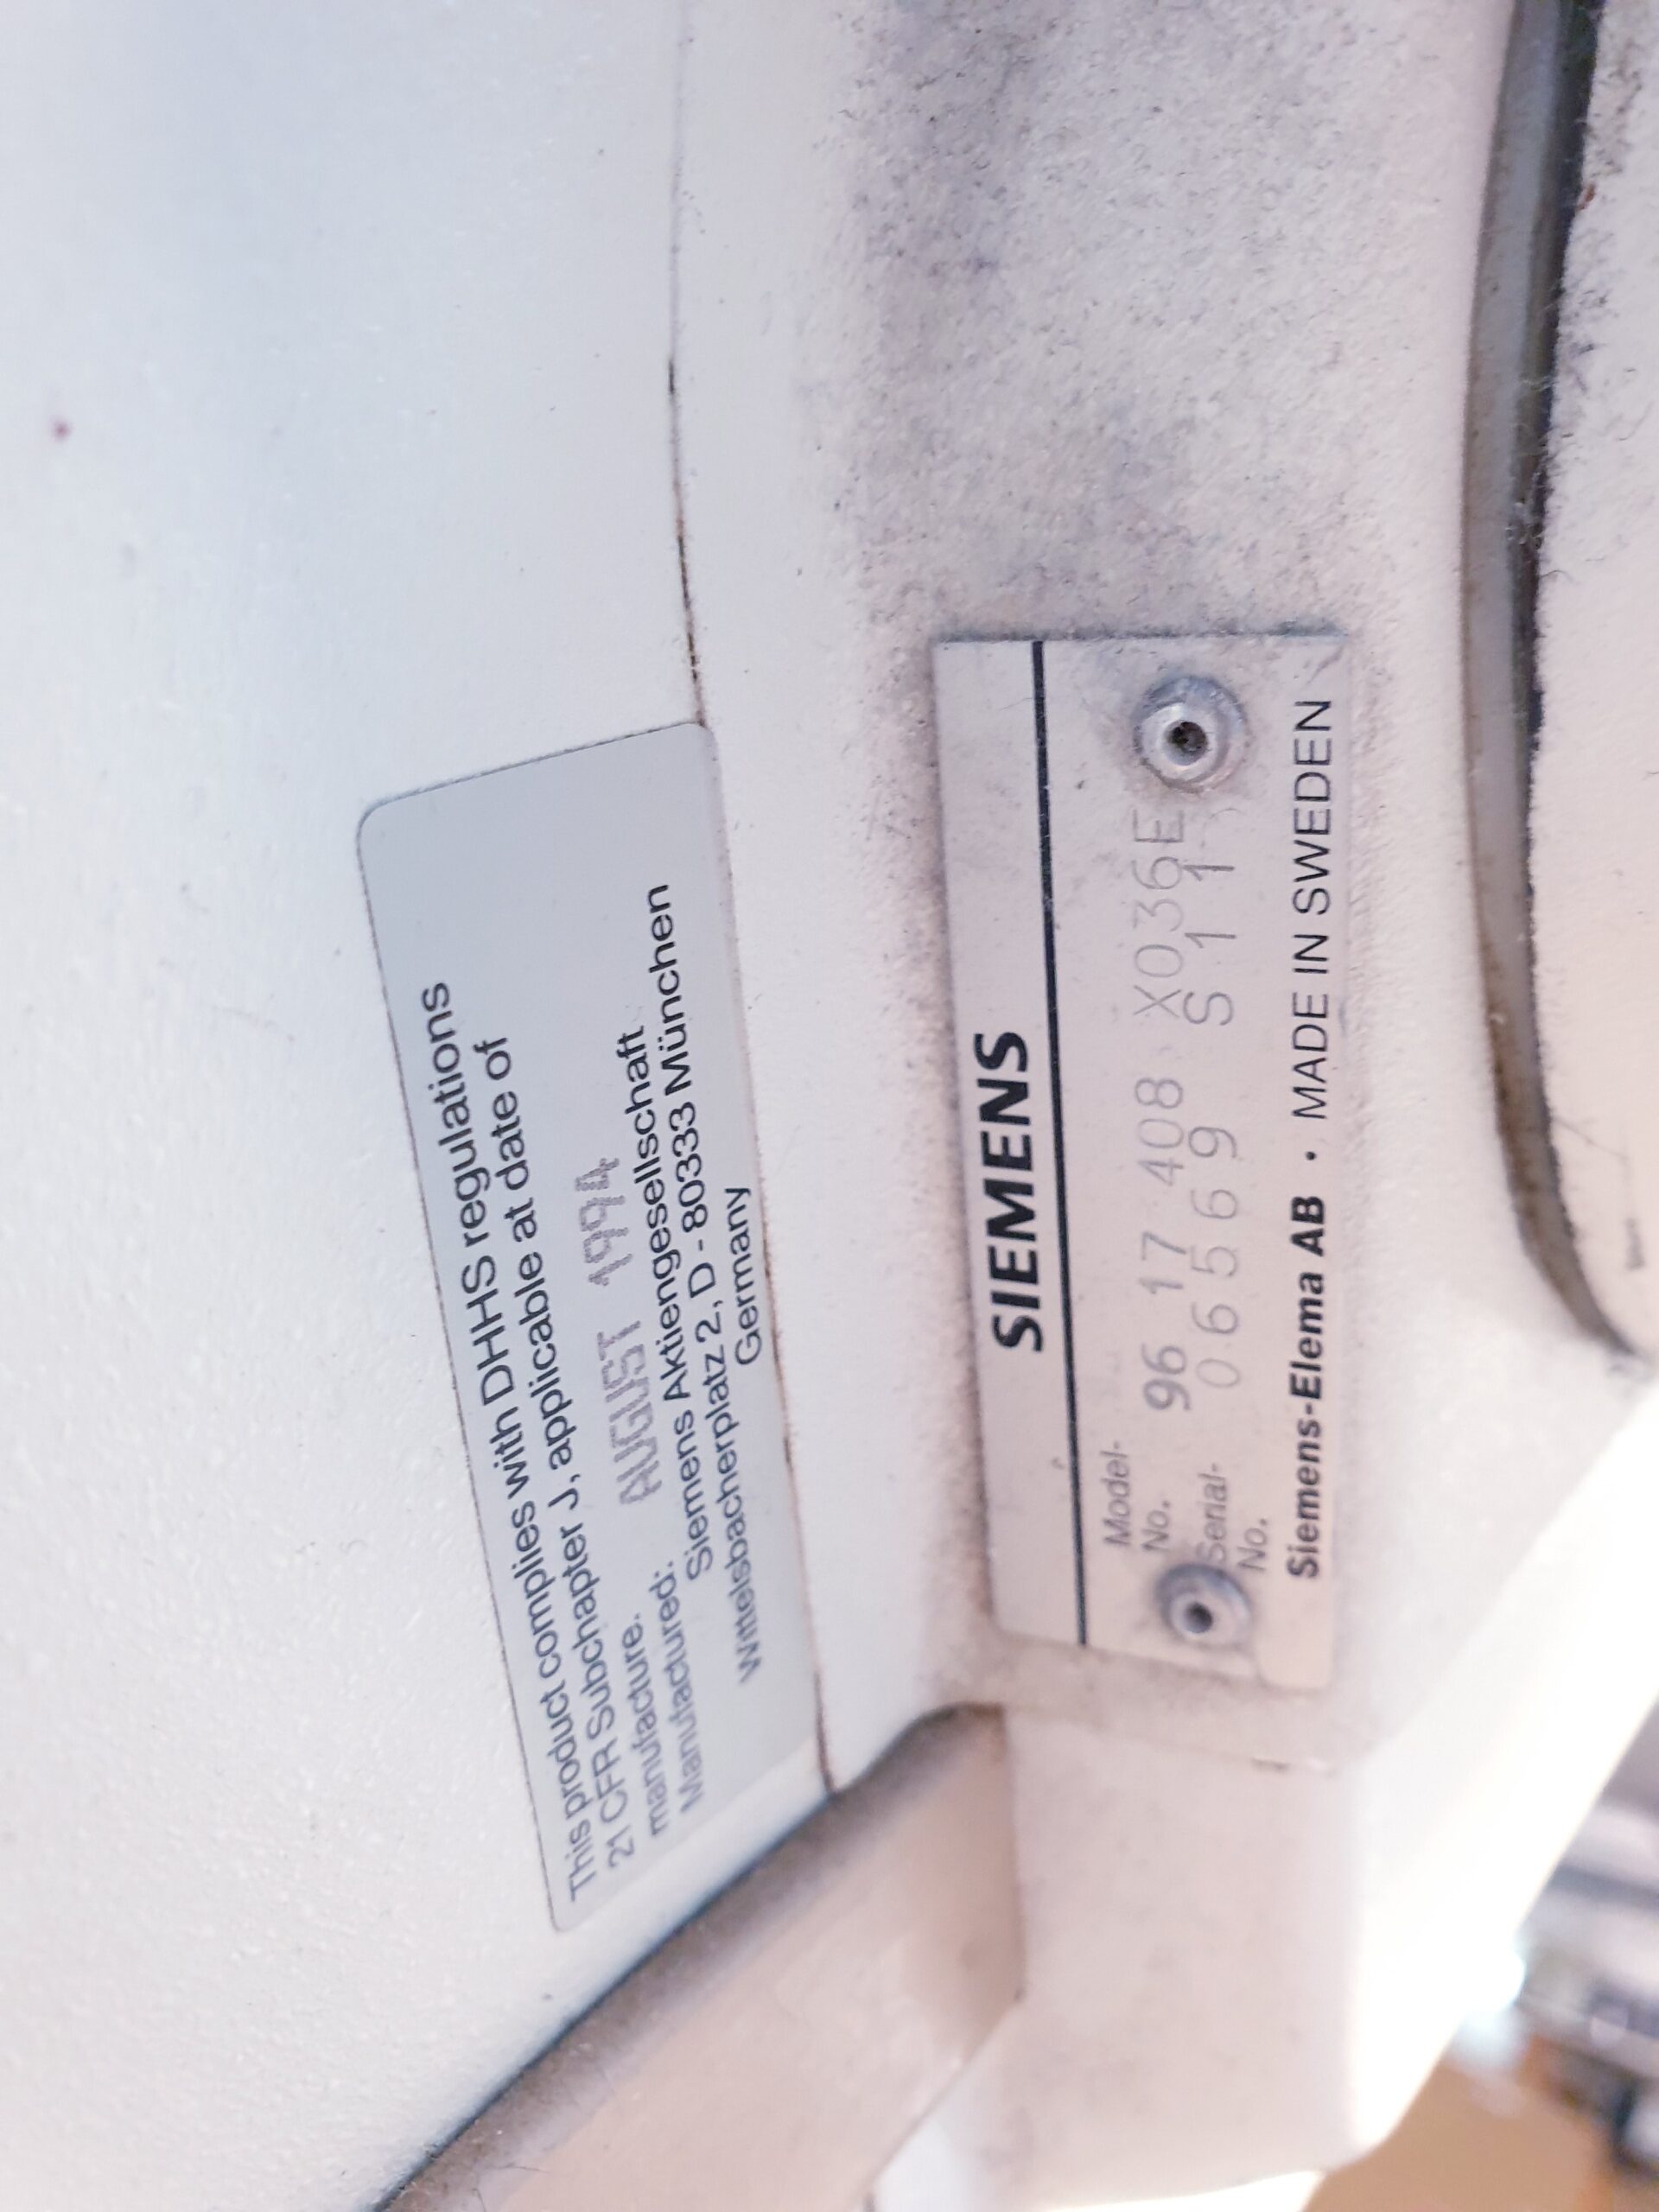 This product complies with DHHS regulations
21 CFR Subchapter J, applicable at date of
manufacture.
AUGUST 1994
Manufactured:
Siemens Aktiengesellschaft
Wittelsbacherplatz 2, D - 80333 München
Germany
SIEMENS
Model-
No. 96 17 408 X036E
Serial-
No. 06569 S 11
Siemens-Elema AB · MADE IN SWEDEN